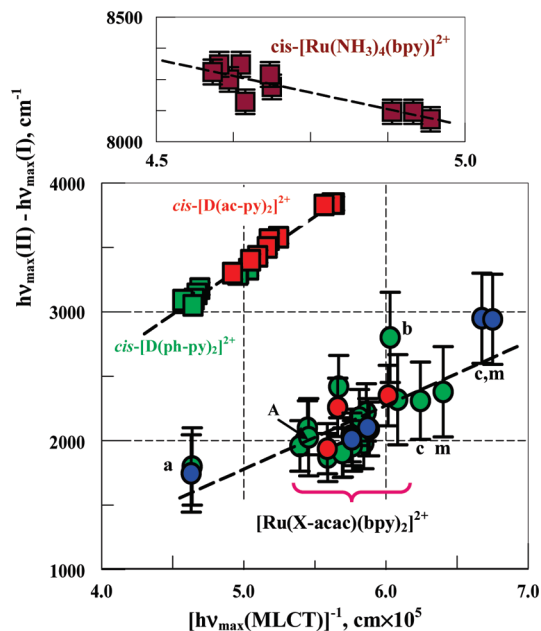 8500
cis-[Ru(NH₃)₄(bpy)]²⁺
8000
4.5
5.0
4000
cis-[D(ac-py)₂]²⁺
3000
cis-[D(ph-py)₂]²⁺
b
c,m
A
2000
c m
a
[Ru(X-acac)(bpy)₂]²⁺
1000
4.0
5.0
6.0
7.0
hνmax(II) - hνmax(I), cm⁻¹
[hνmax(MLCT)]⁻¹, cm×10⁵